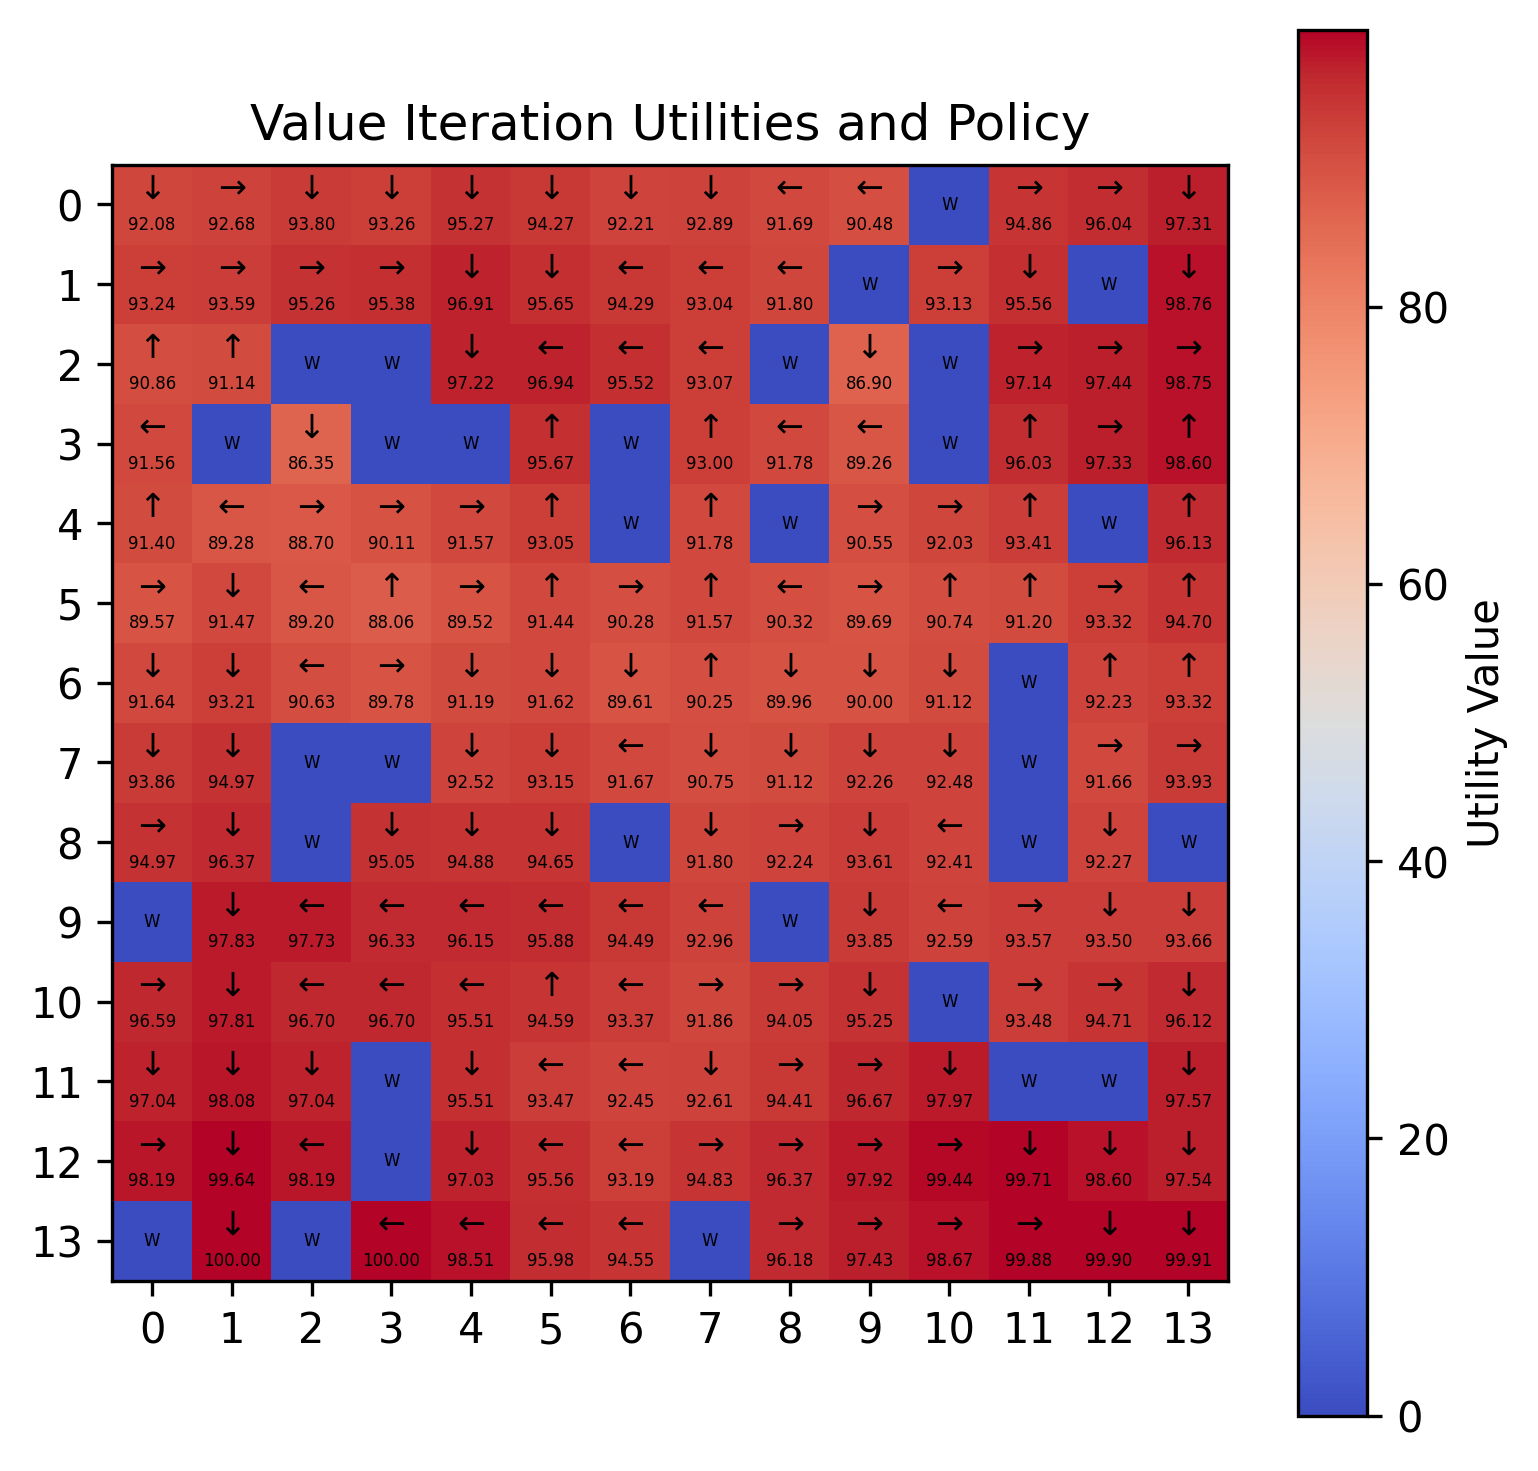 Value Iteration Utilities and Policy
0 ↓ → ↓ ↓ ↓ ↓ ↓ ↓ ← ← W → → ↓
92.08 92.68 93.80 93.26 95.27 94.27 92.21 92.89 91.69 90.48 94.86 96.04 97.31
1 → → → → ↓ ↓ ← ← ← W → ↓ W ↓
93.24 93.59 95.26 95.38 96.91 95.65 94.29 93.04 91.80 93.13 95.56 98.76
2 ↑ ↑ W W ↓ ← ← ← W ↓ W → → →
90.86 91.14 97.22 96.94 95.52 93.07 86.90 97.14 97.44 98.75
3 ← W ↓ W W ↑ W ↑ ← ← W ↑ → ↑
91.56 86.35 95.67 93.00 91.78 89.26 96.03 97.33 98.60
4 ↑ ← → → → ↑ W ↑ W → → ↑ W ↑
91.40 89.28 88.70 90.11 91.57 93.05 91.78 90.55 92.03 93.41 96.13
5 → ↓ ← ↑ → ↑ → ↑ ← → ↑ ↑ → ↑
89.57 91.47 89.20 88.06 89.52 91.44 90.28 91.57 90.32 89.69 90.74 91.20 93.32 94.70
6 ↓ ↓ ← → ↓ ↓ ↓ ↑ ↓ ↓ ↓ W ↑ ↑
91.64 93.21 90.63 89.78 91.19 91.62 89.61 90.25 89.96 90.00 91.12 92.23 93.32
7 ↓ ↓ W W ↓ ↓ ← ↓ ↓ ↓ ↓ W → →
93.86 94.97 92.52 93.15 91.67 90.75 91.12 92.26 92.48 91.66 93.93
8 → ↓ W ↓ ↓ ↓ W ↓ → ↓ ← W ↓ W
94.97 96.37 95.05 94.88 94.65 91.80 92.24 93.61 92.41 92.27
9 W ↓ ← ← ← ← ← ← W ↓ ← → ↓ ↓
97.83 97.73 96.33 96.15 95.88 94.49 92.96 93.85 92.59 93.57 93.50 93.66
10 → ↓ ← ← ← ↑ ← → → ↓ W → → ↓
96.59 97.81 96.70 96.70 95.51 94.59 93.37 91.86 94.05 95.25 93.48 94.71 96.12
11 ↓ ↓ ↓ W ↓ ← ← ↓ → → ↓ W W ↓
97.04 98.08 97.04 95.51 93.47 92.45 92.61 94.41 96.67 97.97 97.57
12 → ↓ ← W ↓ ← ← → → → → ↓ ↓ ↓
98.19 99.64 98.19 97.03 95.56 93.19 94.83 96.37 97.92 99.44 99.71 98.60 97.54
13 W ↓ W ← ← ← ← W → → → → ↓ ↓
100.00 100.00 98.51 95.98 94.55 96.18 97.43 98.67 99.88 99.90 99.91
0 1 2 3 4 5 6 7 8 9 10 11 12 13
80
60
40
20
0
Utility Value